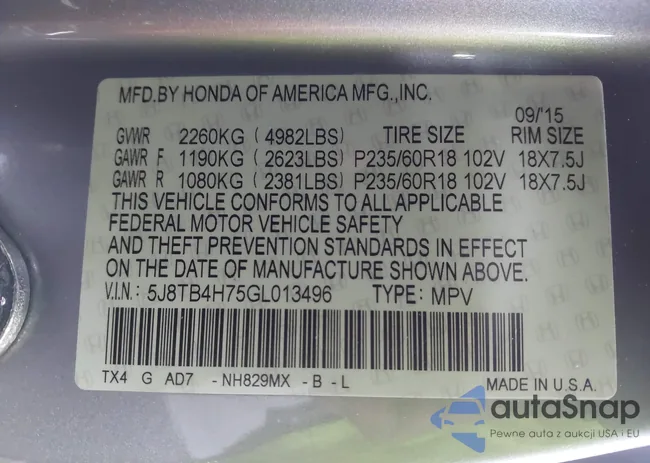 MFD.BY HONDA OF AMERICA MFG.,INC.
09/'15
GVWR 2260KG ( 4982LBS) TIRE SIZE RIM SIZE
GAWR F 1190KG ( 2623LBS) P235/60R18 102V 18X7.5J
GAWR R 1080KG ( 2381LBS) P235/60R18 102V 18X7.5J
THIS VEHICLE CONFORMS TO ALL APPLICABLE
FEDERAL MOTOR VEHICLE SAFETY
AND THEFT PREVENTION STANDARDS IN EFFECT
ON THE DATE OF MANUFACTURE SHOWN ABOVE.
V.I.N.: 5J8TB4H75GL013496 TYPE: MPV
TX4 G AD7 -NH829MX -B -L
MADE IN U.S.A.
autaSnap
Pewne auta z aukcji USA i EU